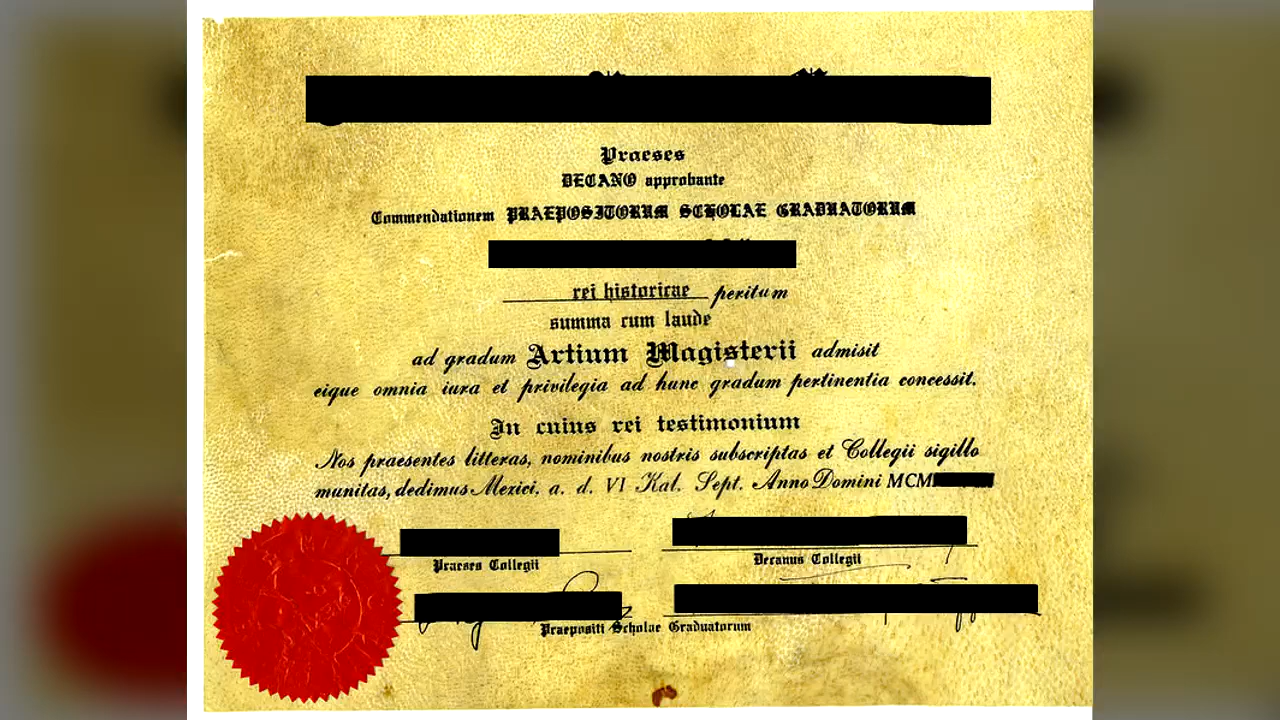 Praeses
DECANO approbante
Commendationem PRAEPOSITORUM SCHOLAE GRADUATORUM
rei historicae peritum
summa cum laude
ad gradum Artium Magisterii admisit
eique omnia iura et privilegia ad hunc gradum pertinentia concessit.
In cuius rei testimonium
Nos praesentes litteras, nominibus nostris subscriptas et Collegii sigillo
munitas, dedimus Mexici, a. d. VI Kal. Sept. Anno Domini MCM
Praeses Collegii
Decanus Collegii
Praepositi Scholae Graduatorum